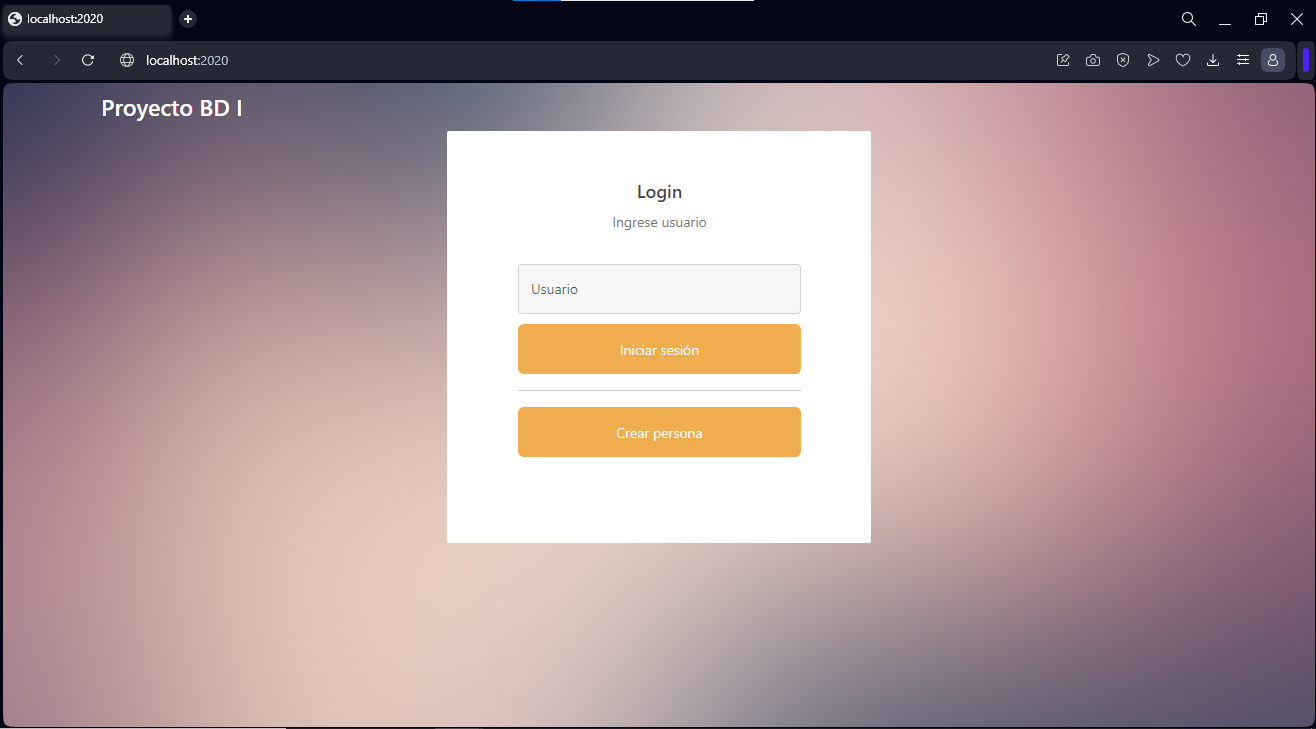 localhost:2020
localhost:2020
Proyecto BD I
Login
Ingrese usuario
Usuario
Iniciar sesión
Crear persona